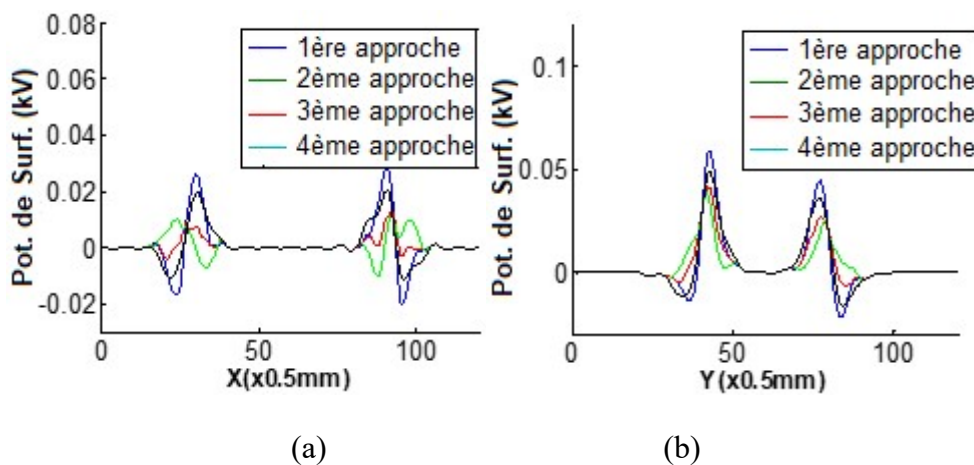 0.08
0.06
0.04
0.02
0
-0.02
Pot. de Surf. (kV)
1ère approche
2ème approche
3ème approche
4ème approche
0 50 100
X(x0.5mm)
(a)
0.1
0.05
0
Pot. de Surf. (kV)
1ère approche
2ème approche
3ème approche
4ème approche
0 50 100
Y(x0.5mm)
(b)